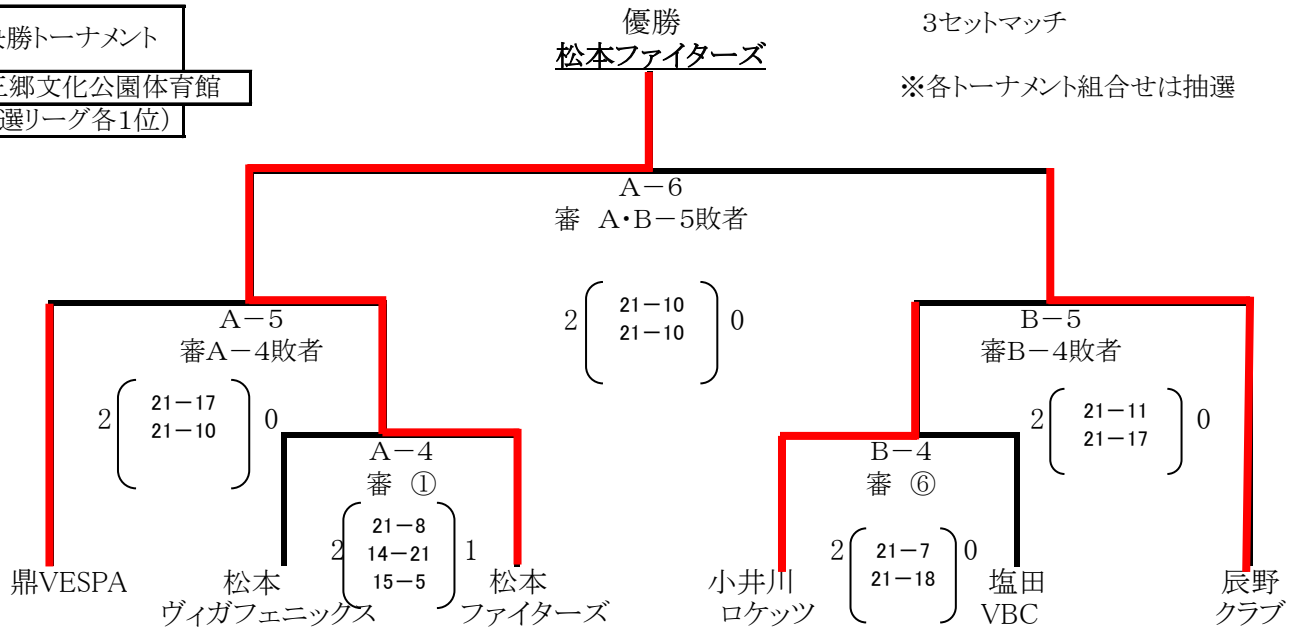 優勝
3セットマッチ
勝トーナメント
松本ファイターズ
郷文化公園体育館
※各トーナメント組合せは抽選
選リーグ各1位)
A-6
審 A・B-5敗者
21-10
2
0
21-10
A-5
審A-4敗者
B-5
審B-4敗者
21-17
2
0
21-10
21-11
2
0
21-17
A-4
審 ①
B-4
審 ⑥
21-8
2
14-21
1
15-5
21-7
2
0
21-18
鼎VESPA
松本
ヴィガフェニックス
松本
ファイターズ
小井川
ロケッツ
塩田
VBC
辰野
クラブ